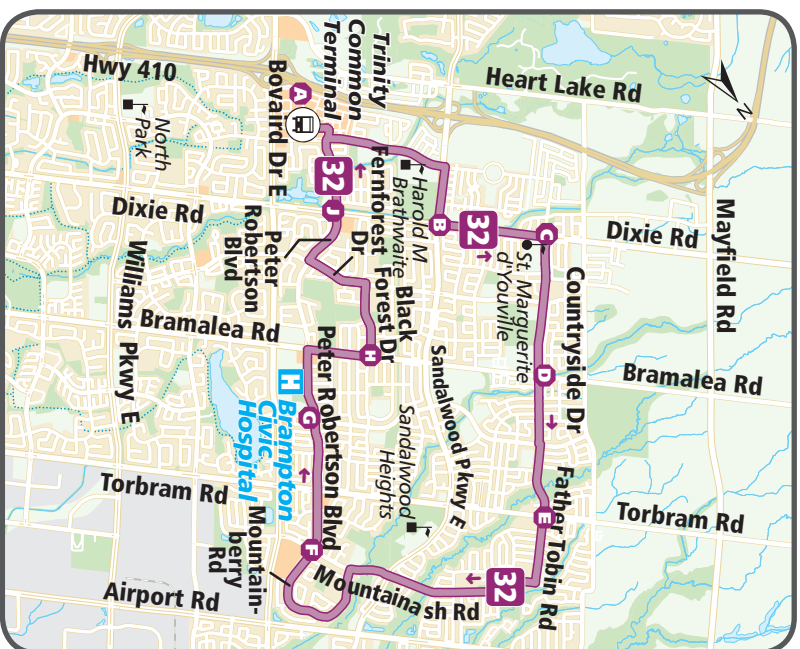 Hwy 410
Trinity
Common
Terminal
Bovaird Dr E
A
North
Park
Heart Lake Rd
N
Mayfield Rd
Dixie Rd
Williams Pkwy E
Peter
Robertson
Blvd
32
J
Fernforest
Dr
Harold M
Brathwaite
B
32
C
St. Marguerite
d'Youville
Dixie Rd
Countryside Dr
Bramalea Rd
Black
Forest Dr
H
Peter Robertson Blvd
H
Brampton
Civic
Hospital
G
Sandalwood Pkwy E
Sandalwood
Heights
D
Bramalea Rd
Father Tobin Rd
E
Torbram Rd
Torbram Rd
Mountain-
berry
Rd
F
Mountainash Rd
32
Airport Rd